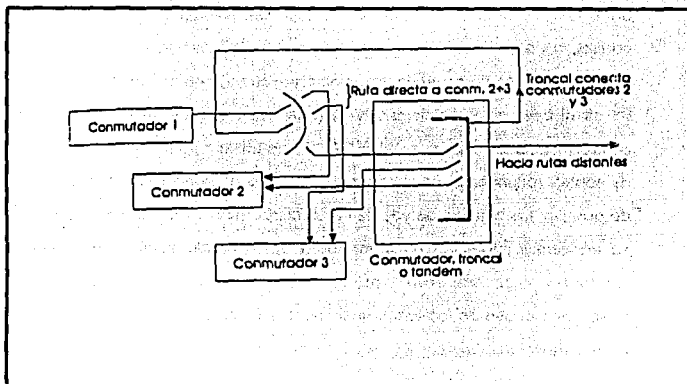 Ruta directa a conm. 2+3
Troncal conecta
conmutadores 2
y 3
Conmutador 1
Hacia rutas distantes
Conmutador 2
Conmutador 3
Conmutador, troncal
o tandem